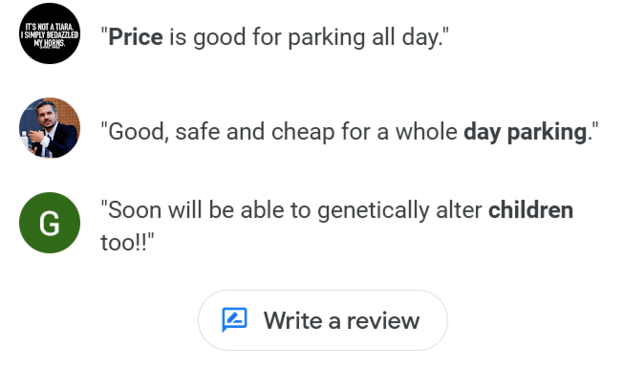 IT'S NOT A TIARA,
I SIMPLY BEDAZZLED
MY HORNS.
"Price is good for parking all day."
"Good, safe and cheap for a whole day parking."
G
"Soon will be able to genetically alter children
too!!"
Write a review